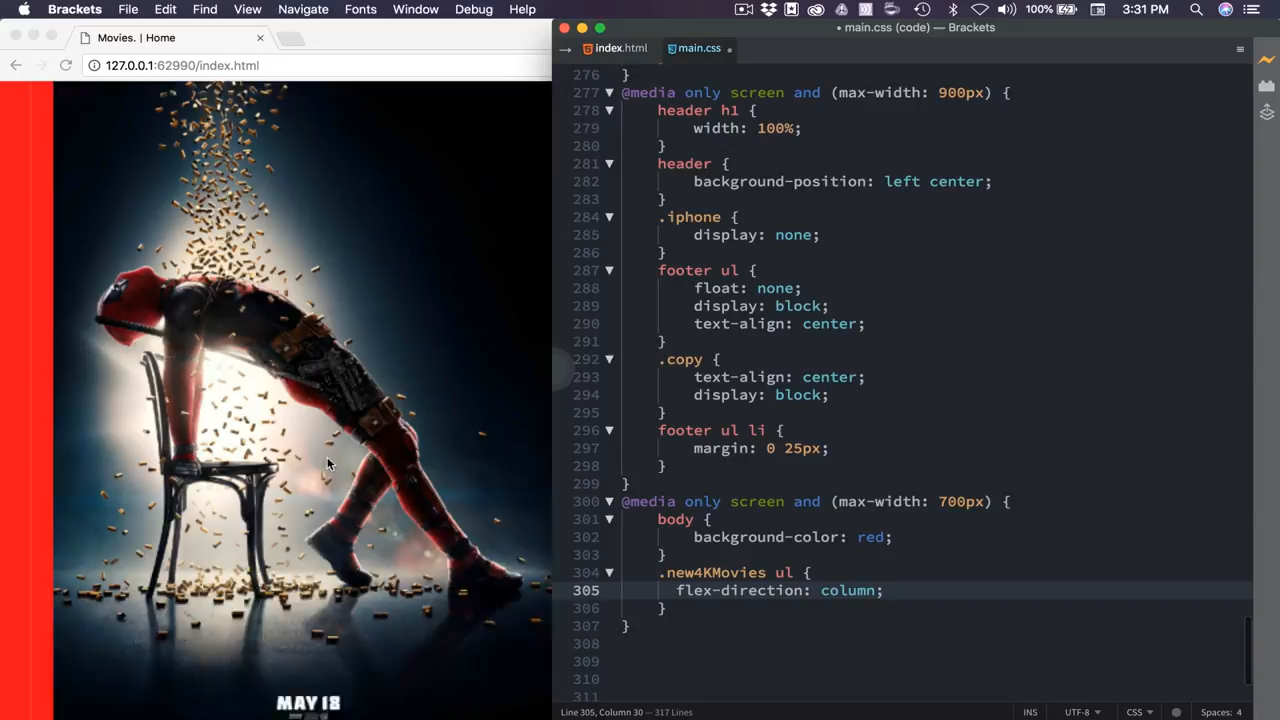 Brackets File Edit Find View Navigate Fonts Window Debug Help 100% 3:31 PM
Movies. | Home
127.0.0.1:62990/index.html
MAY 18
• main.css (code) — Brackets
index.html main.css
276 }
277 @media only screen and (max-width: 900px) {
278 header h1 {
279 width: 100%;
280 }
281 header {
282 background-position: left center;
283 }
284 .iphone {
285 display: none;
286 }
287 footer ul {
288 float: none;
289 display: block;
290 text-align: center;
291 }
292 .copy {
293 text-align: center;
294 display: block;
295 }
296 footer ul li {
297 margin: 0 25px;
298 }
299 }
300 @media only screen and (max-width: 700px) {
301 body {
302 background-color: red;
303 }
304 .new4KMovies ul {
305 flex-direction: column;
306 }
307 }
308
309
310
311
Line 305, Column 30 — 317 Lines INS UTF-8 CSS Spaces: 4